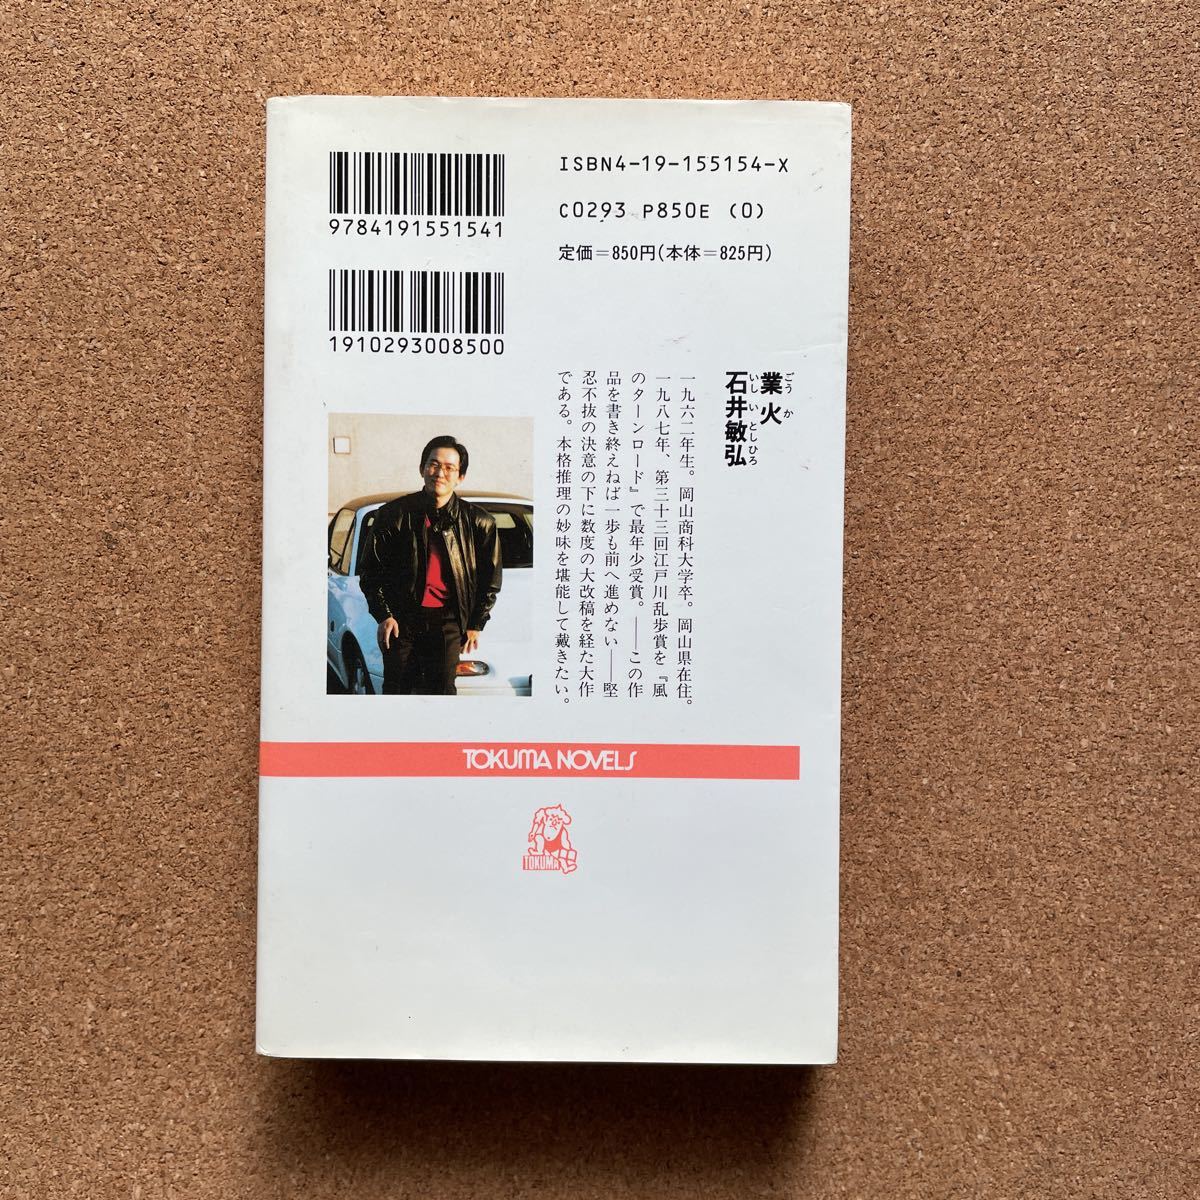 ISBN4-19-155154-X
C0293 P850E (0)
定価＝850円(本体＝825円)
9784191551541
1910293008500
業火
ごうか
石井敏弘
いしいとしひろ
一九六二年生。岡山商科大学卒。岡山県在住。
一九八七年、第三十三回江戸川乱歩賞を『風
のターンロード』で最年少受賞。――この作
品を書き終えねば一歩も前へ進めない――堅
忍不抜の決意の下に数度の大改稿を経た大作
である。本格推理の妙味を堪能して戴きたい。
TOKUMA NOVELS
TOKUMA